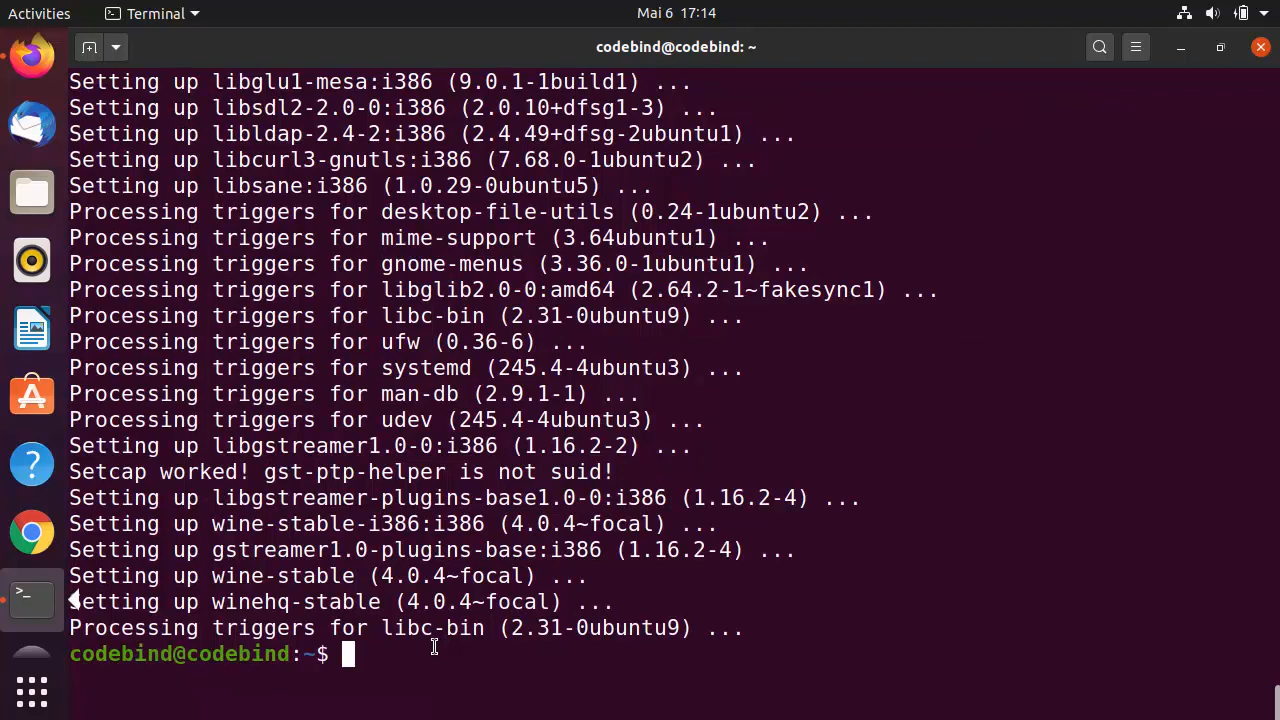 Activities
Terminal
Mai 6 17:14
codebind@codebind: ~
Setting up libglu1-mesa:i386 (9.0.1-1build1) ...
Setting up libsdl2-2.0-0:i386 (2.0.10+dfsg1-3) ...
Setting up libldap-2.4-2:i386 (2.4.49+dfsg-2ubuntu1) ...
Setting up libcurl3-gnutls:i386 (7.68.0-1ubuntu2) ...
Setting up libsane:i386 (1.0.29-0ubuntu5) ...
Processing triggers for desktop-file-utils (0.24-1ubuntu2) ...
Processing triggers for mime-support (3.64ubuntu1) ...
Processing triggers for gnome-menus (3.36.0-1ubuntu1) ...
Processing triggers for libglib2.0-0:amd64 (2.64.2-1~fakesync1) ...
Processing triggers for libc-bin (2.31-0ubuntu9) ...
Processing triggers for ufw (0.36-6) ...
Processing triggers for systemd (245.4-4ubuntu3) ...
Processing triggers for man-db (2.9.1-1) ...
Processing triggers for udev (245.4-4ubuntu3) ...
Setting up libgstreamer1.0-0:i386 (1.16.2-2) ...
Setcap worked! gst-ptp-helper is not suid!
Setting up libgstreamer-plugins-base1.0-0:i386 (1.16.2-4) ...
Setting up wine-stable-i386:i386 (4.0.4~focal) ...
Setting up gstreamer1.0-plugins-base:i386 (1.16.2-4) ...
Setting up wine-stable (4.0.4~focal) ...
Setting up winehq-stable (4.0.4~focal) ...
Processing triggers for libc-bin (2.31-0ubuntu9) ...
codebind@codebind:~$